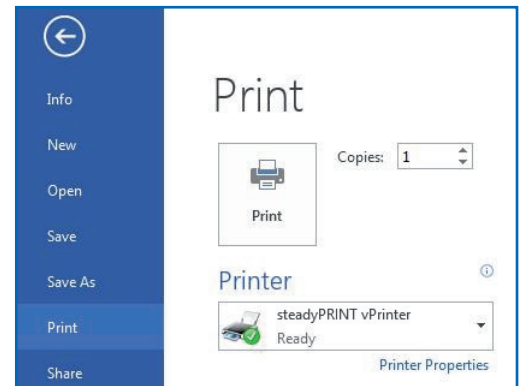 Info
New
Open
Save
Save As
Print
Share
Print
Copies: 1
Print
Printer
steadyPRINT vPrinter
Ready
Printer Properties